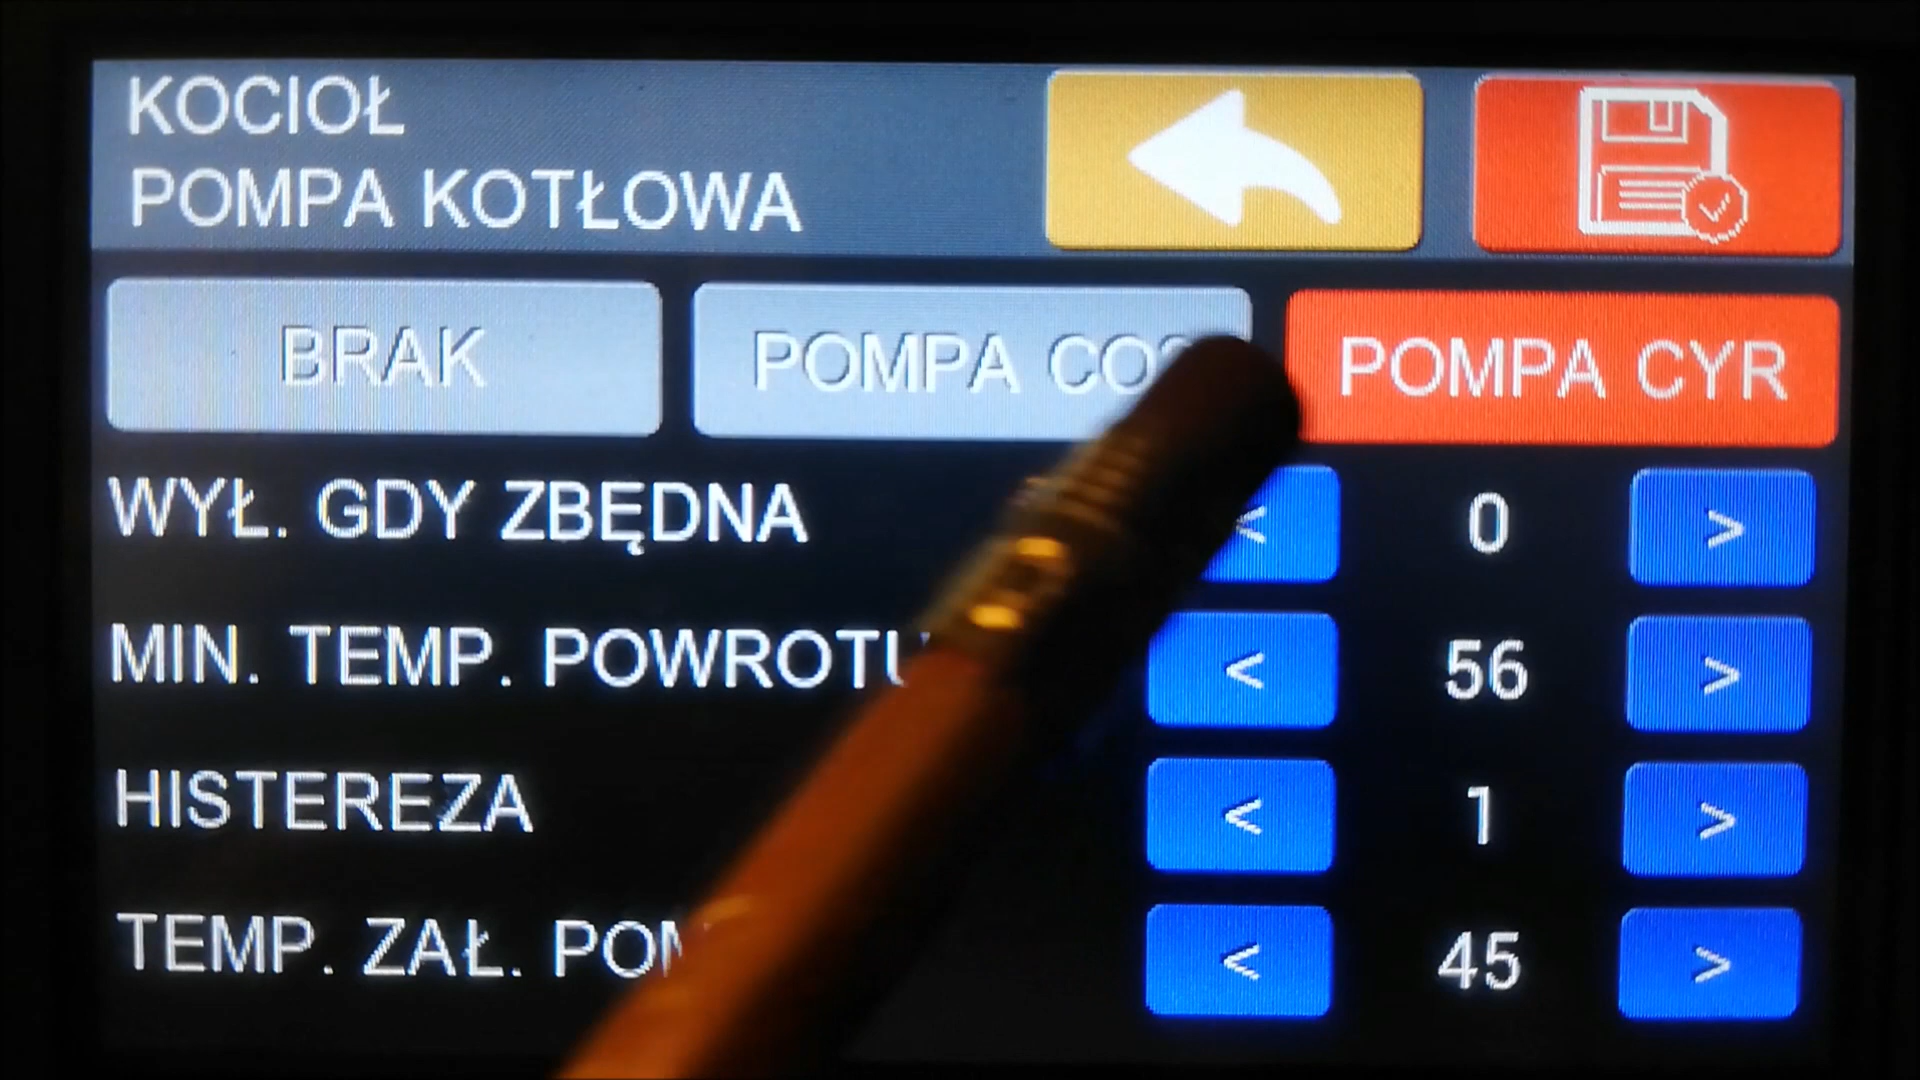 KOCIOŁ
POMPA KOTŁOWA
BRAK
POMPA
POMPA CYR
WYŁ. GDY ZBĘDNA < 0 >
MIN. TEMP. POWROTU < 56 >
HISTEREZA < 1 >
TEMP. ZAŁ. < 45 >